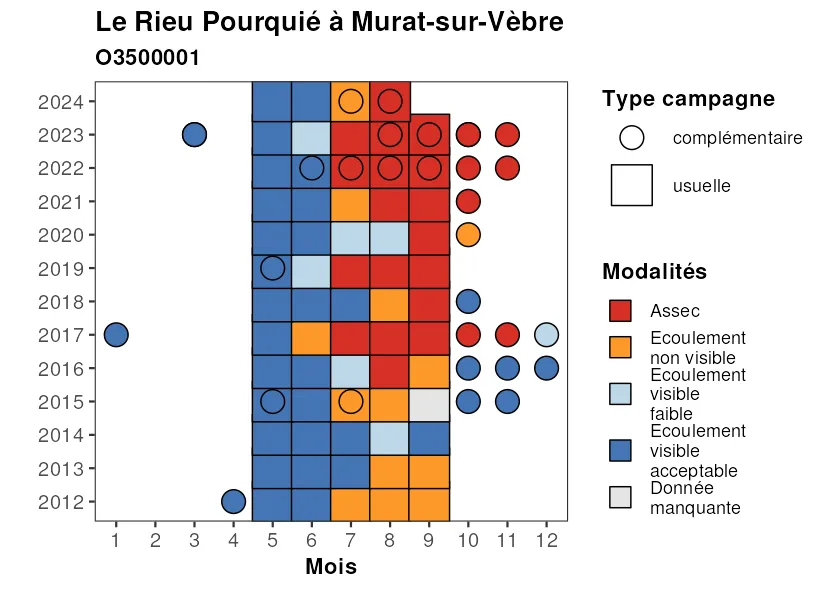 Le Rieu Pourquié à Murat-sur-Vèbre
O3500001
2024
2023
2022
2021
2020
2019
2018
2017
2016
2015
2014
2013
2012
1 2 3 4 5 6 7 8 9 10 11 12
Mois
Type campagne
complémentaire
usuelle
Modalités
Assec
Ecoulement
non visible
Ecoulement
visible
faible
Ecoulement
visible
acceptable
Donnée
manquante